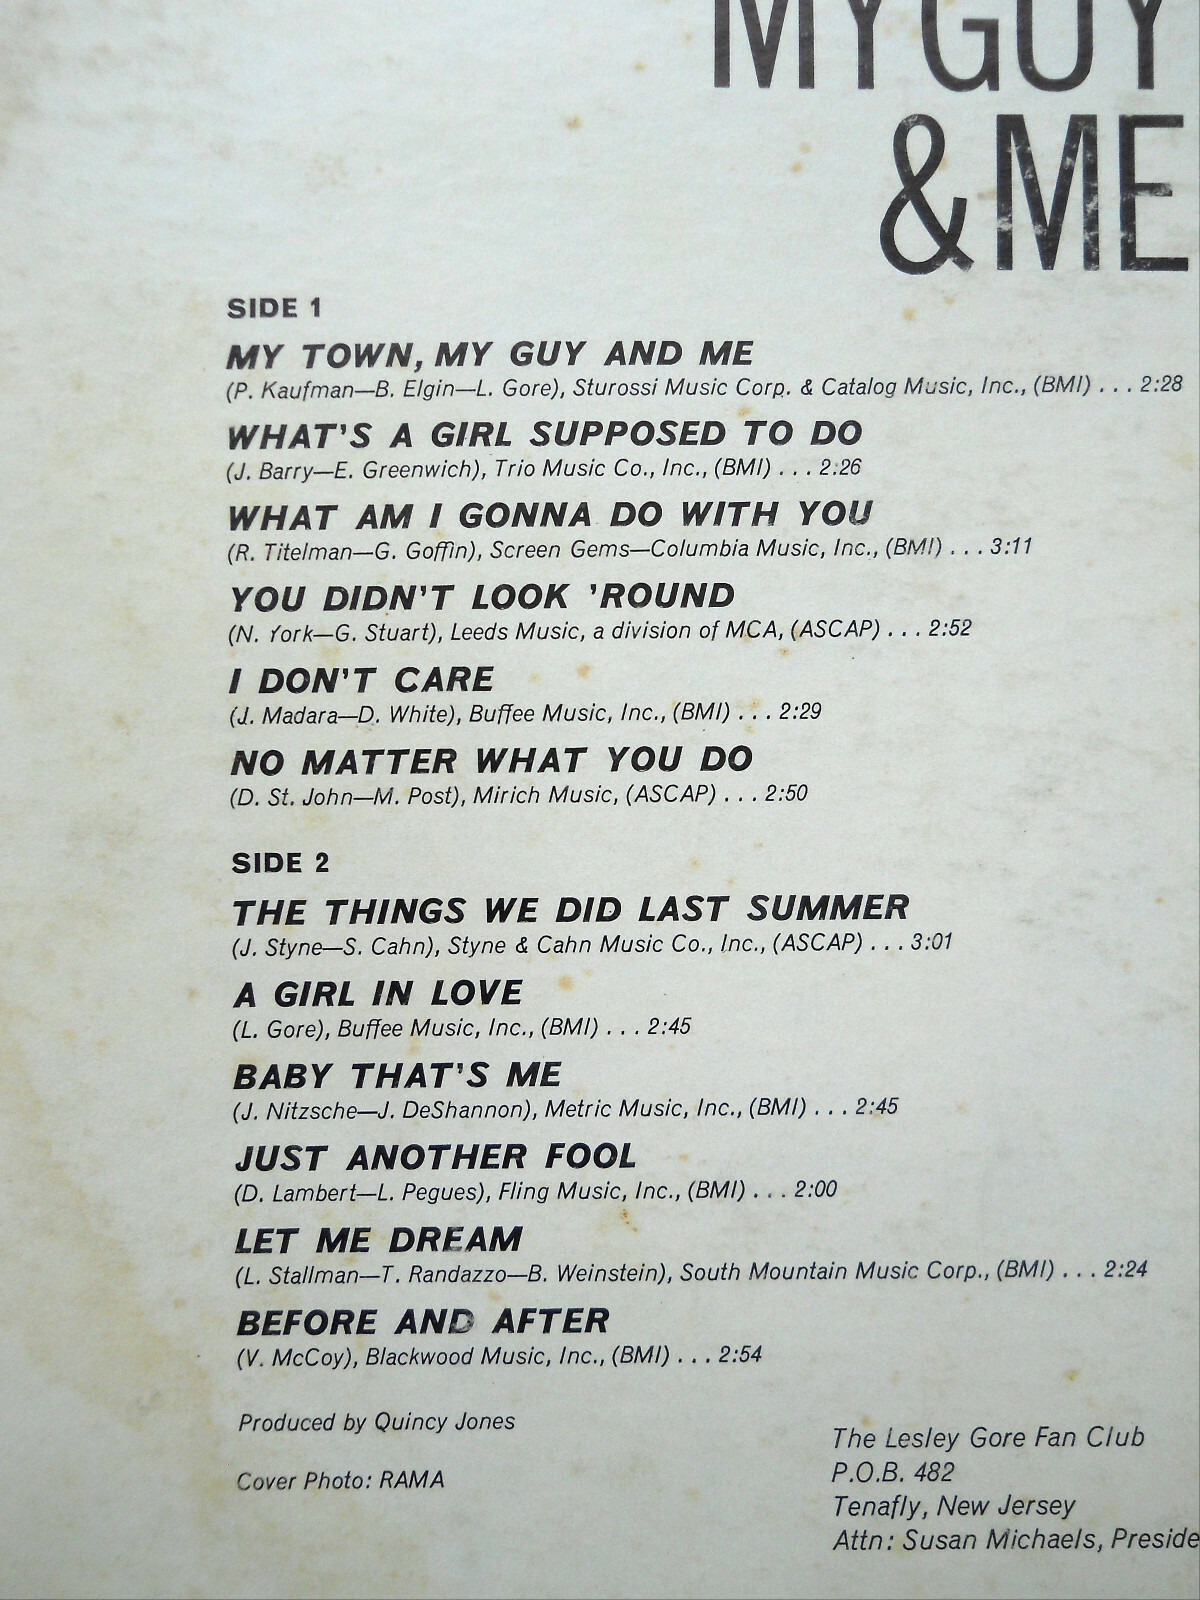 MY GUY
& ME
SIDE 1
MY TOWN, MY GUY AND ME
(P. Kaufman—B. Elgin—L. Gore), Sturossi Music Corp. & Catalog Music, Inc., (BMI) . . . 2:28
WHAT'S A GIRL SUPPOSED TO DO
(J. Barry—E. Greenwich), Trio Music Co., Inc., (BMI) . . . 2:26
WHAT AM I GONNA DO WITH YOU
(R. Titelman—G. Goffin), Screen Gems—Columbia Music, Inc., (BMI) . . . 3:11
YOU DIDN'T LOOK 'ROUND
(N. York—G. Stuart), Leeds Music, a division of MCA, (ASCAP) . . . 2:52
I DON'T CARE
(J. Madara—D. White), Buffee Music, Inc., (BMI) . . . 2:29
NO MATTER WHAT YOU DO
(D. St. John—M. Post), Mirich Music, (ASCAP) . . . 2:50
SIDE 2
THE THINGS WE DID LAST SUMMER
(J. Styne—S. Cahn), Styne & Cahn Music Co., Inc., (ASCAP) . . . 3:01
A GIRL IN LOVE
(L. Gore), Buffee Music, Inc., (BMI) . . . 2:45
BABY THAT'S ME
(J. Nitzsche—J. DeShannon), Metric Music, Inc., (BMI) . . . 2:45
JUST ANOTHER FOOL
(D. Lambert—L. Pegues), Fling Music, Inc., (BMI) . . . 2:00
LET ME DREAM
(L. Stallman—T. Randazzo—B. Weinstein), South Mountain Music Corp., (BMI) . . . 2:24
BEFORE AND AFTER
(V. McCoy), Blackwood Music, Inc., (BMI) . . . 2:54
Produced by Quincy Jones
Cover Photo: RAMA
The Lesley Gore Fan Club
P.O.B. 482
Tenafly, New Jersey
Attn: Susan Michaels, Preside